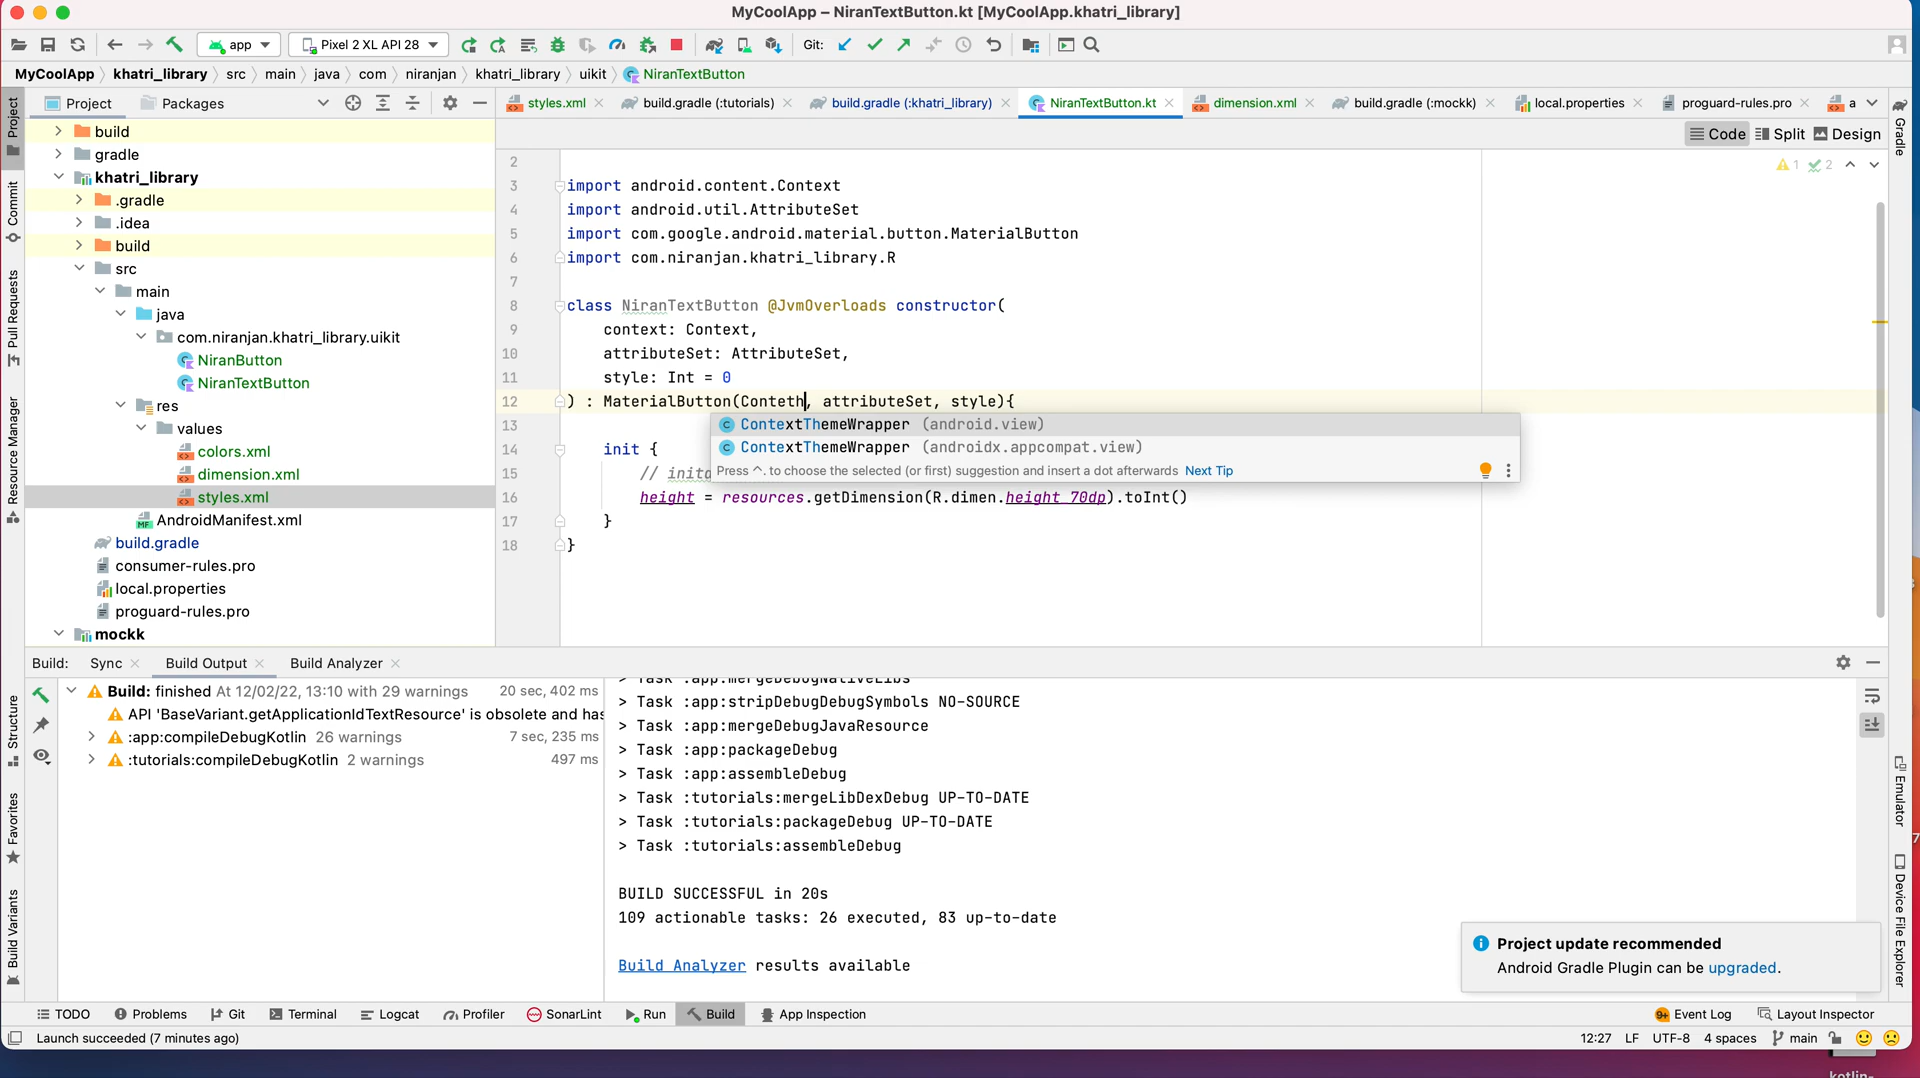 MyCoolApp – NiranTextButton.kt [MyCoolApp.khatri_library]
app
Pixel 2 XL API 28
Git:
MyCoolApp khatri_library src main java com niranjan khatri_library uikit NiranTextButton
Project Packages
styles.xml build.gradle (:tutorials) build.gradle (:khatri_library) NiranTextButton.kt dimension.xml build.gradle (:mockk) local.properties proguard-rules.pro a
Code Split Design
1 2
Project
Commit
Pull Requests
Resource Manager
Structure
Favorites
Build Variants
Gradle
Emulator
Device File Explorer
build
gradle
khatri_library
.gradle
.idea
build
src
main
java
com.niranjan.khatri_library.uikit
NiranButton
NiranTextButton
res
values
colors.xml
dimension.xml
styles.xml
AndroidManifest.xml
build.gradle
consumer-rules.pro
local.properties
proguard-rules.pro
mockk
2
3 import android.content.Context
4 import android.util.AttributeSet
5 import com.google.android.material.button.MaterialButton
6 import com.niranjan.khatri_library.R
7
8 class NiranTextButton @JvmOverloads constructor(
9 context: Context,
10 attributeSet: AttributeSet,
11 style: Int = 0
12 ) : MaterialButton(Conteth, attributeSet, style){
13
14 init {
15 //
16 height = resources.getDimension(R.dimen.height_70dp).toInt()
17 }
18 }
ContextThemeWrapper (android.view)
ContextThemeWrapper (androidx.appcompat.view)
Press ^. to choose the selected (or first) suggestion and insert a dot afterwards Next Tip
Build: Sync Build Output Build Analyzer
Build: finished At 12/02/22, 13:10 with 29 warnings 20 sec, 402 ms
API 'BaseVariant.getApplicationIdTextResource' is obsolete and has
:app:compileDebugKotlin 26 warnings 7 sec, 235 ms
:tutorials:compileDebugKotlin 2 warnings 497 ms
> Task :app:mergeDebugNativeLibs
> Task :app:stripDebugDebugSymbols NO-SOURCE
> Task :app:mergeDebugJavaResource
> Task :app:packageDebug
> Task :app:assembleDebug
> Task :tutorials:mergeLibDexDebug UP-TO-DATE
> Task :tutorials:packageDebug UP-TO-DATE
> Task :tutorials:assembleDebug
BUILD SUCCESSFUL in 20s
109 actionable tasks: 26 executed, 83 up-to-date
Build Analyzer results available
Project update recommended
Android Gradle Plugin can be upgraded.
TODO Problems Git Terminal Logcat Profiler SonarLint Run Build App Inspection Event Log Layout Inspector
Launch succeeded (7 minutes ago) 12:27 LF UTF-8 4 spaces main
kotlin-